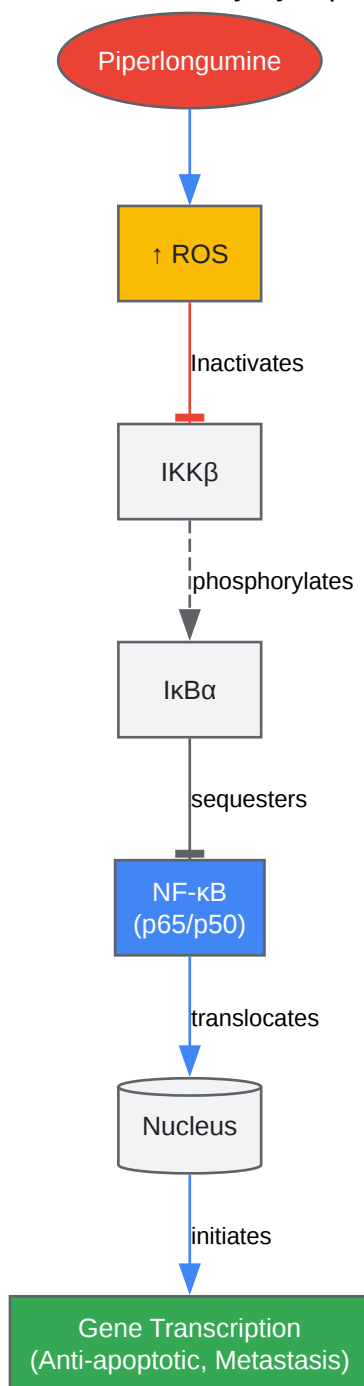 Piperlongumine
↑ ROS
Inactivates
IKKβ
phosphorylates
IκBα
sequesters
NF-κB
(p65/p50)
translocates
Nucleus
initiates
Gene Transcription
(Anti-apoptotic, Metastasis)